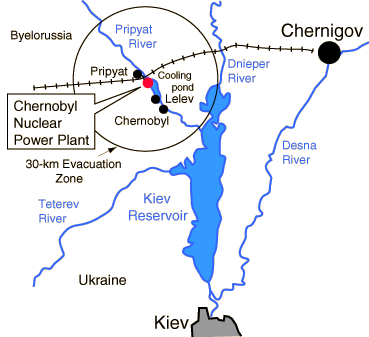 Byelorussia
Pripyat
River
Chernigov
Dnieper
River
Pripyat
Cooling
pond
Lelev
Chernobyl
Nuclear
Power Plant
Chernobyl
30-km Evacuation
Zone
Desna
River
Teterev
River
Kiev
Reservoir
Ukraine
Kiev